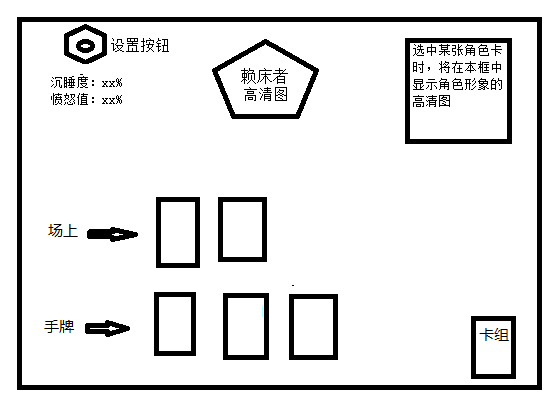 设置按钮
沉睡度：xx%
愤怒值：xx%
赖床者
高清图
选中某张角色卡
时，将在本框中
显示角色形象的
高清图
场上
手牌
卡组